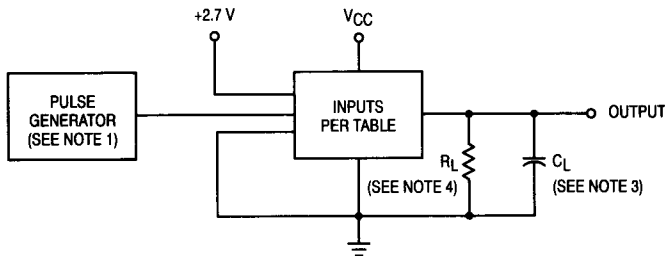 +2.7 V
VCC
PULSE
GENERATOR
(SEE NOTE 1)
INPUTS
PER TABLE
OUTPUT
RL
(SEE NOTE 4)
CL
(SEE NOTE 3)